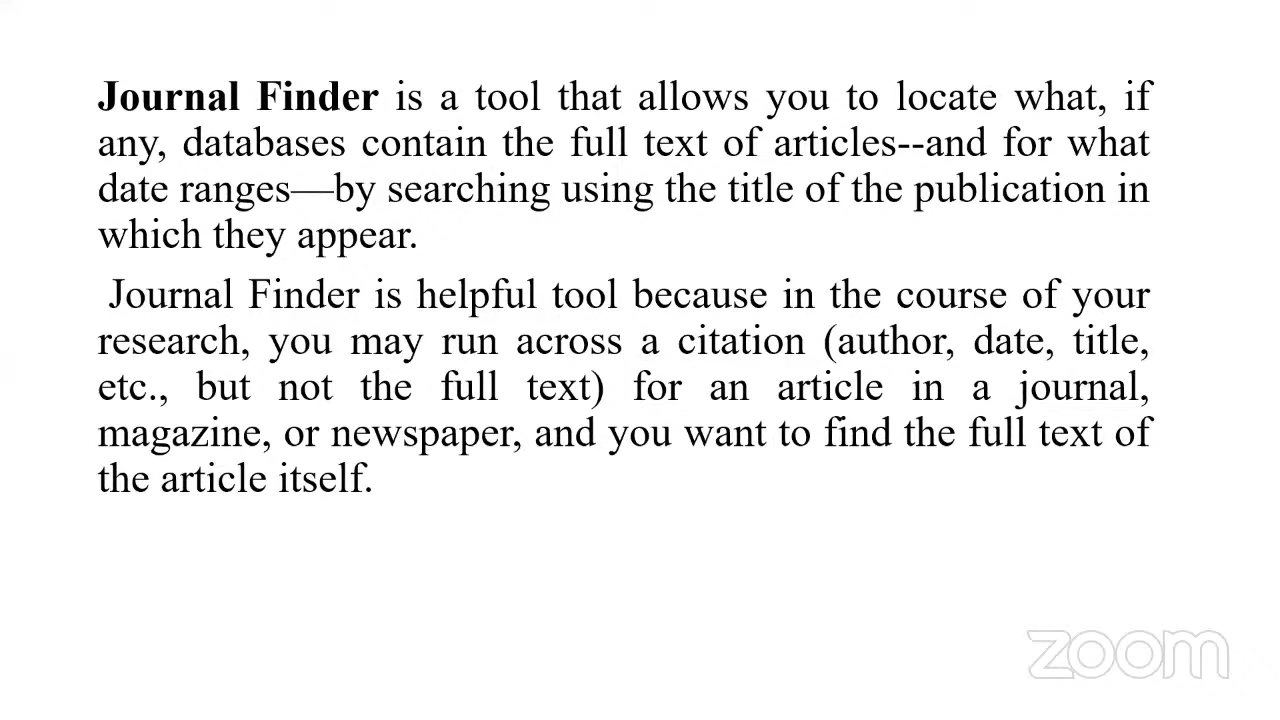 Journal Finder is a tool that allows you to locate what, if
any, databases contain the full text of articles--and for what
date ranges—by searching using the title of the publication in
which they appear.
Journal Finder is helpful tool because in the course of your
research, you may run across a citation (author, date, title,
etc., but not the full text) for an article in a journal,
magazine, or newspaper, and you want to find the full text of
the article itself.
zoom